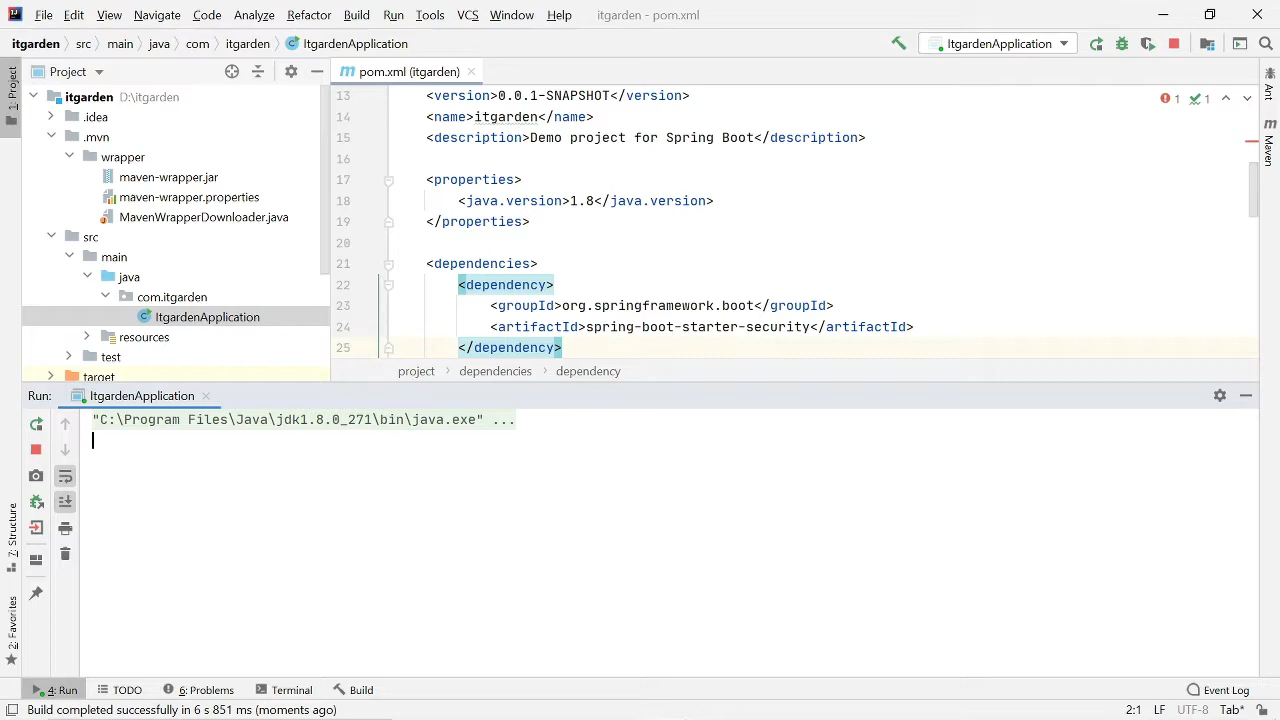 File Edit View Navigate Code Analyze Refactor Build Run Tools VCS Window Help itgarden - pom.xml
itgarden src main java com itgarden ItgardenApplication ItgardenApplication
1: Project
Project
pom.xml (itgarden)
itgarden D:\itgarden
.idea
.mvn
wrapper
maven-wrapper.jar
maven-wrapper.properties
MavenWrapperDownloader.java
src
main
java
com.itgarden
ItgardenApplication
resources
test
target
13 <version>0.0.1-SNAPSHOT</version>
14 <name>itgarden</name>
15 <description>Demo project for Spring Boot</description>
16
17 <properties>
18 <java.version>1.8</java.version>
19 </properties>
20
21 <dependencies>
22 <dependency>
23 <groupId>org.springframework.boot</groupId>
24 <artifactId>spring-boot-starter-security</artifactId>
25 </dependency>
1 1
Ant
m Maven
project dependencies dependency
Run: ItgardenApplication
"C:\Program Files\Java\jdk1.8.0_271\bin\java.exe" ...
7: Structure
2: Favorites
4: Run TODO 6: Problems Terminal Build Event Log
Build completed successfully in 6 s 851 ms (moments ago) 2:1 LF UTF-8 Tab*